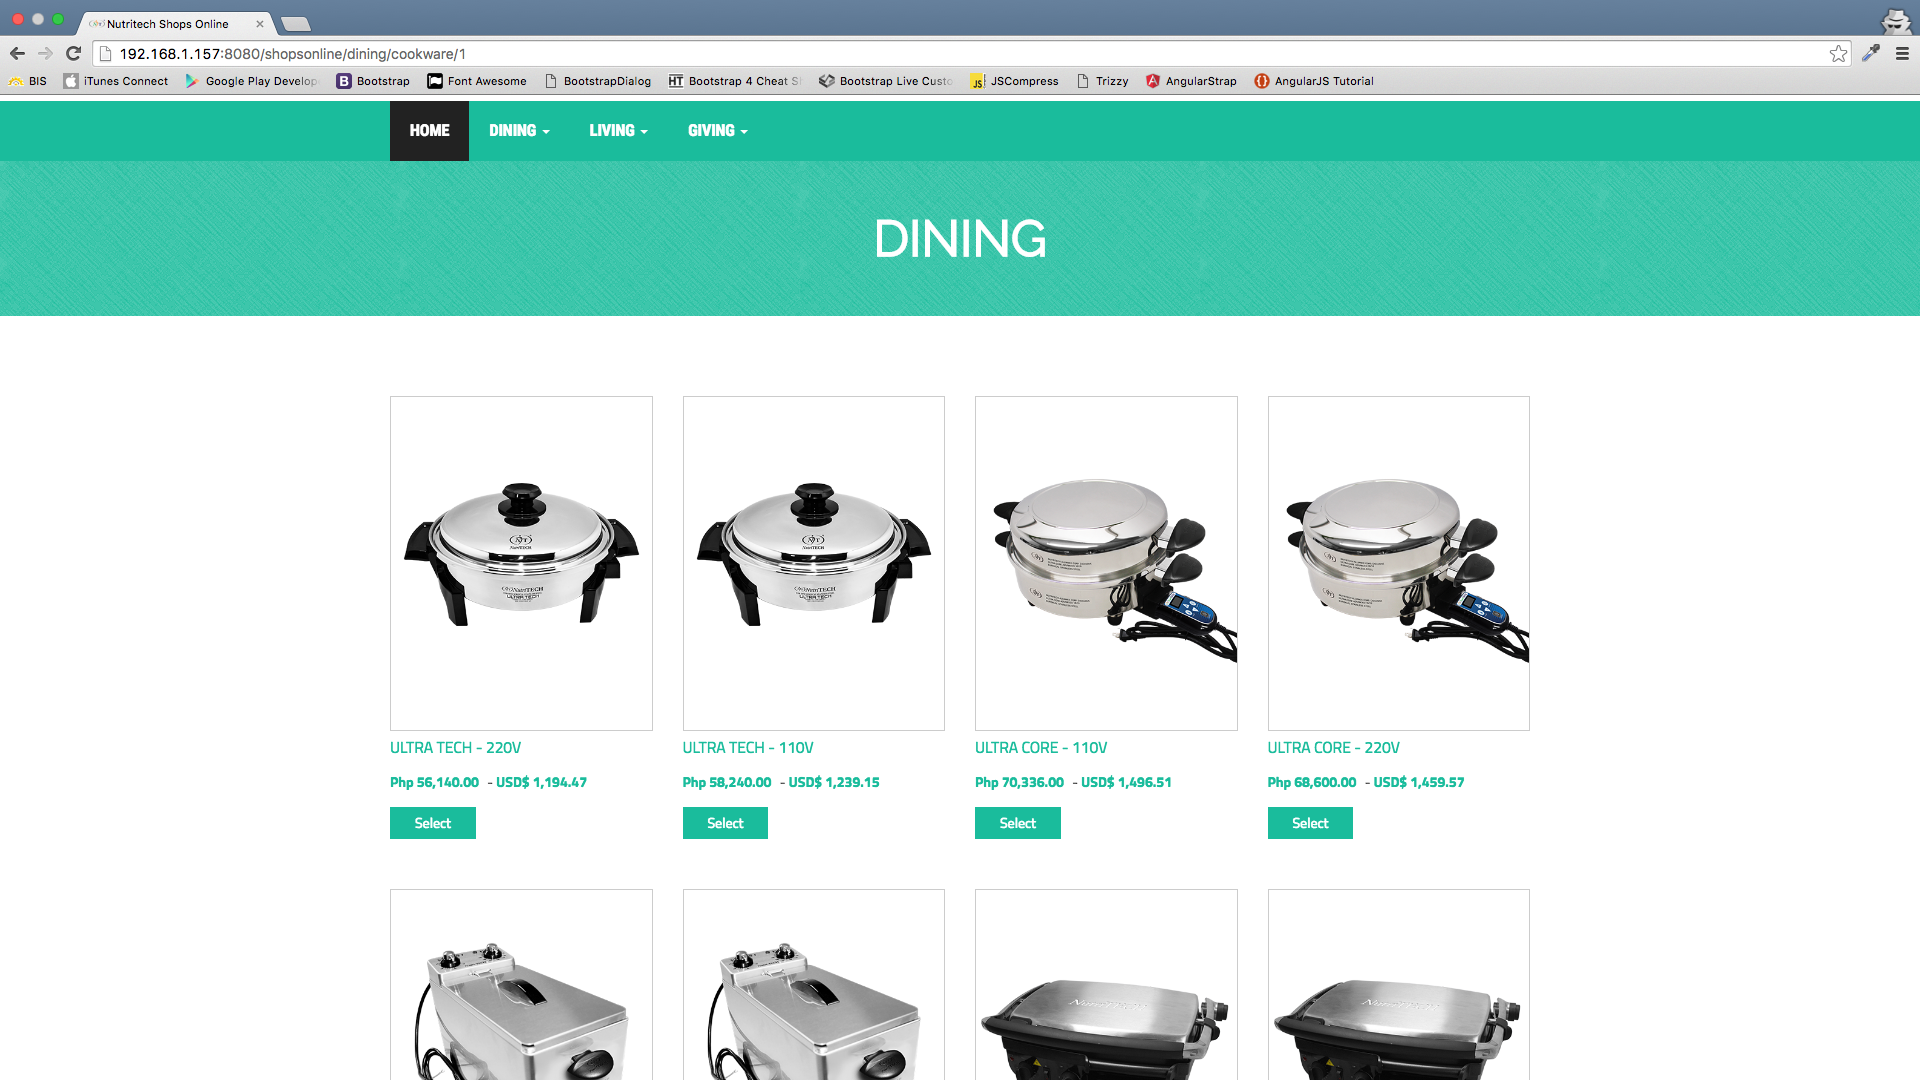 Nutritech Shops Online
192.168.1.157:8080/shopsonline/dining/cookware/1
BIS iTunes Connect Google Play Develop Bootstrap Font Awesome BootstrapDialog Bootstrap 4 Cheat S Bootstrap Live Custo JSCompress Trizzy AngularStrap AngularJS Tutorial
HOME DINING LIVING GIVING
DINING
ULTRA TECH - 220V
Php 56,140.00 - USD$ 1,194.47
Select
ULTRA TECH - 110V
Php 58,240.00 - USD$ 1,239.15
Select
ULTRA CORE - 110V
Php 70,336.00 - USD$ 1,496.51
Select
ULTRA CORE - 220V
Php 68,600.00 - USD$ 1,459.57
Select